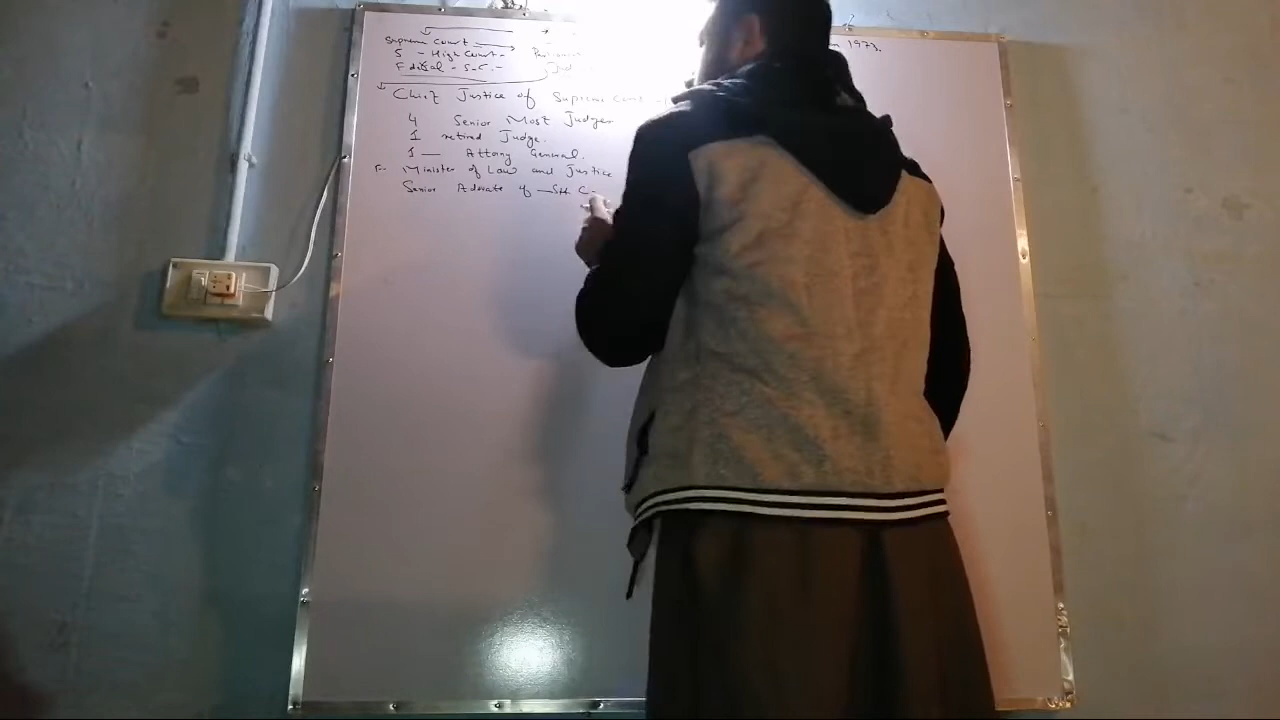 Supreme Court in 1973
5 - High Court -
F - S.C. -
Chief Justice of Supreme Court
4 Senior Most Judges
1 retired Judge.
1 — Attorny General.
F.. Minister of Law and Justice
Senior Advocate of — S C.